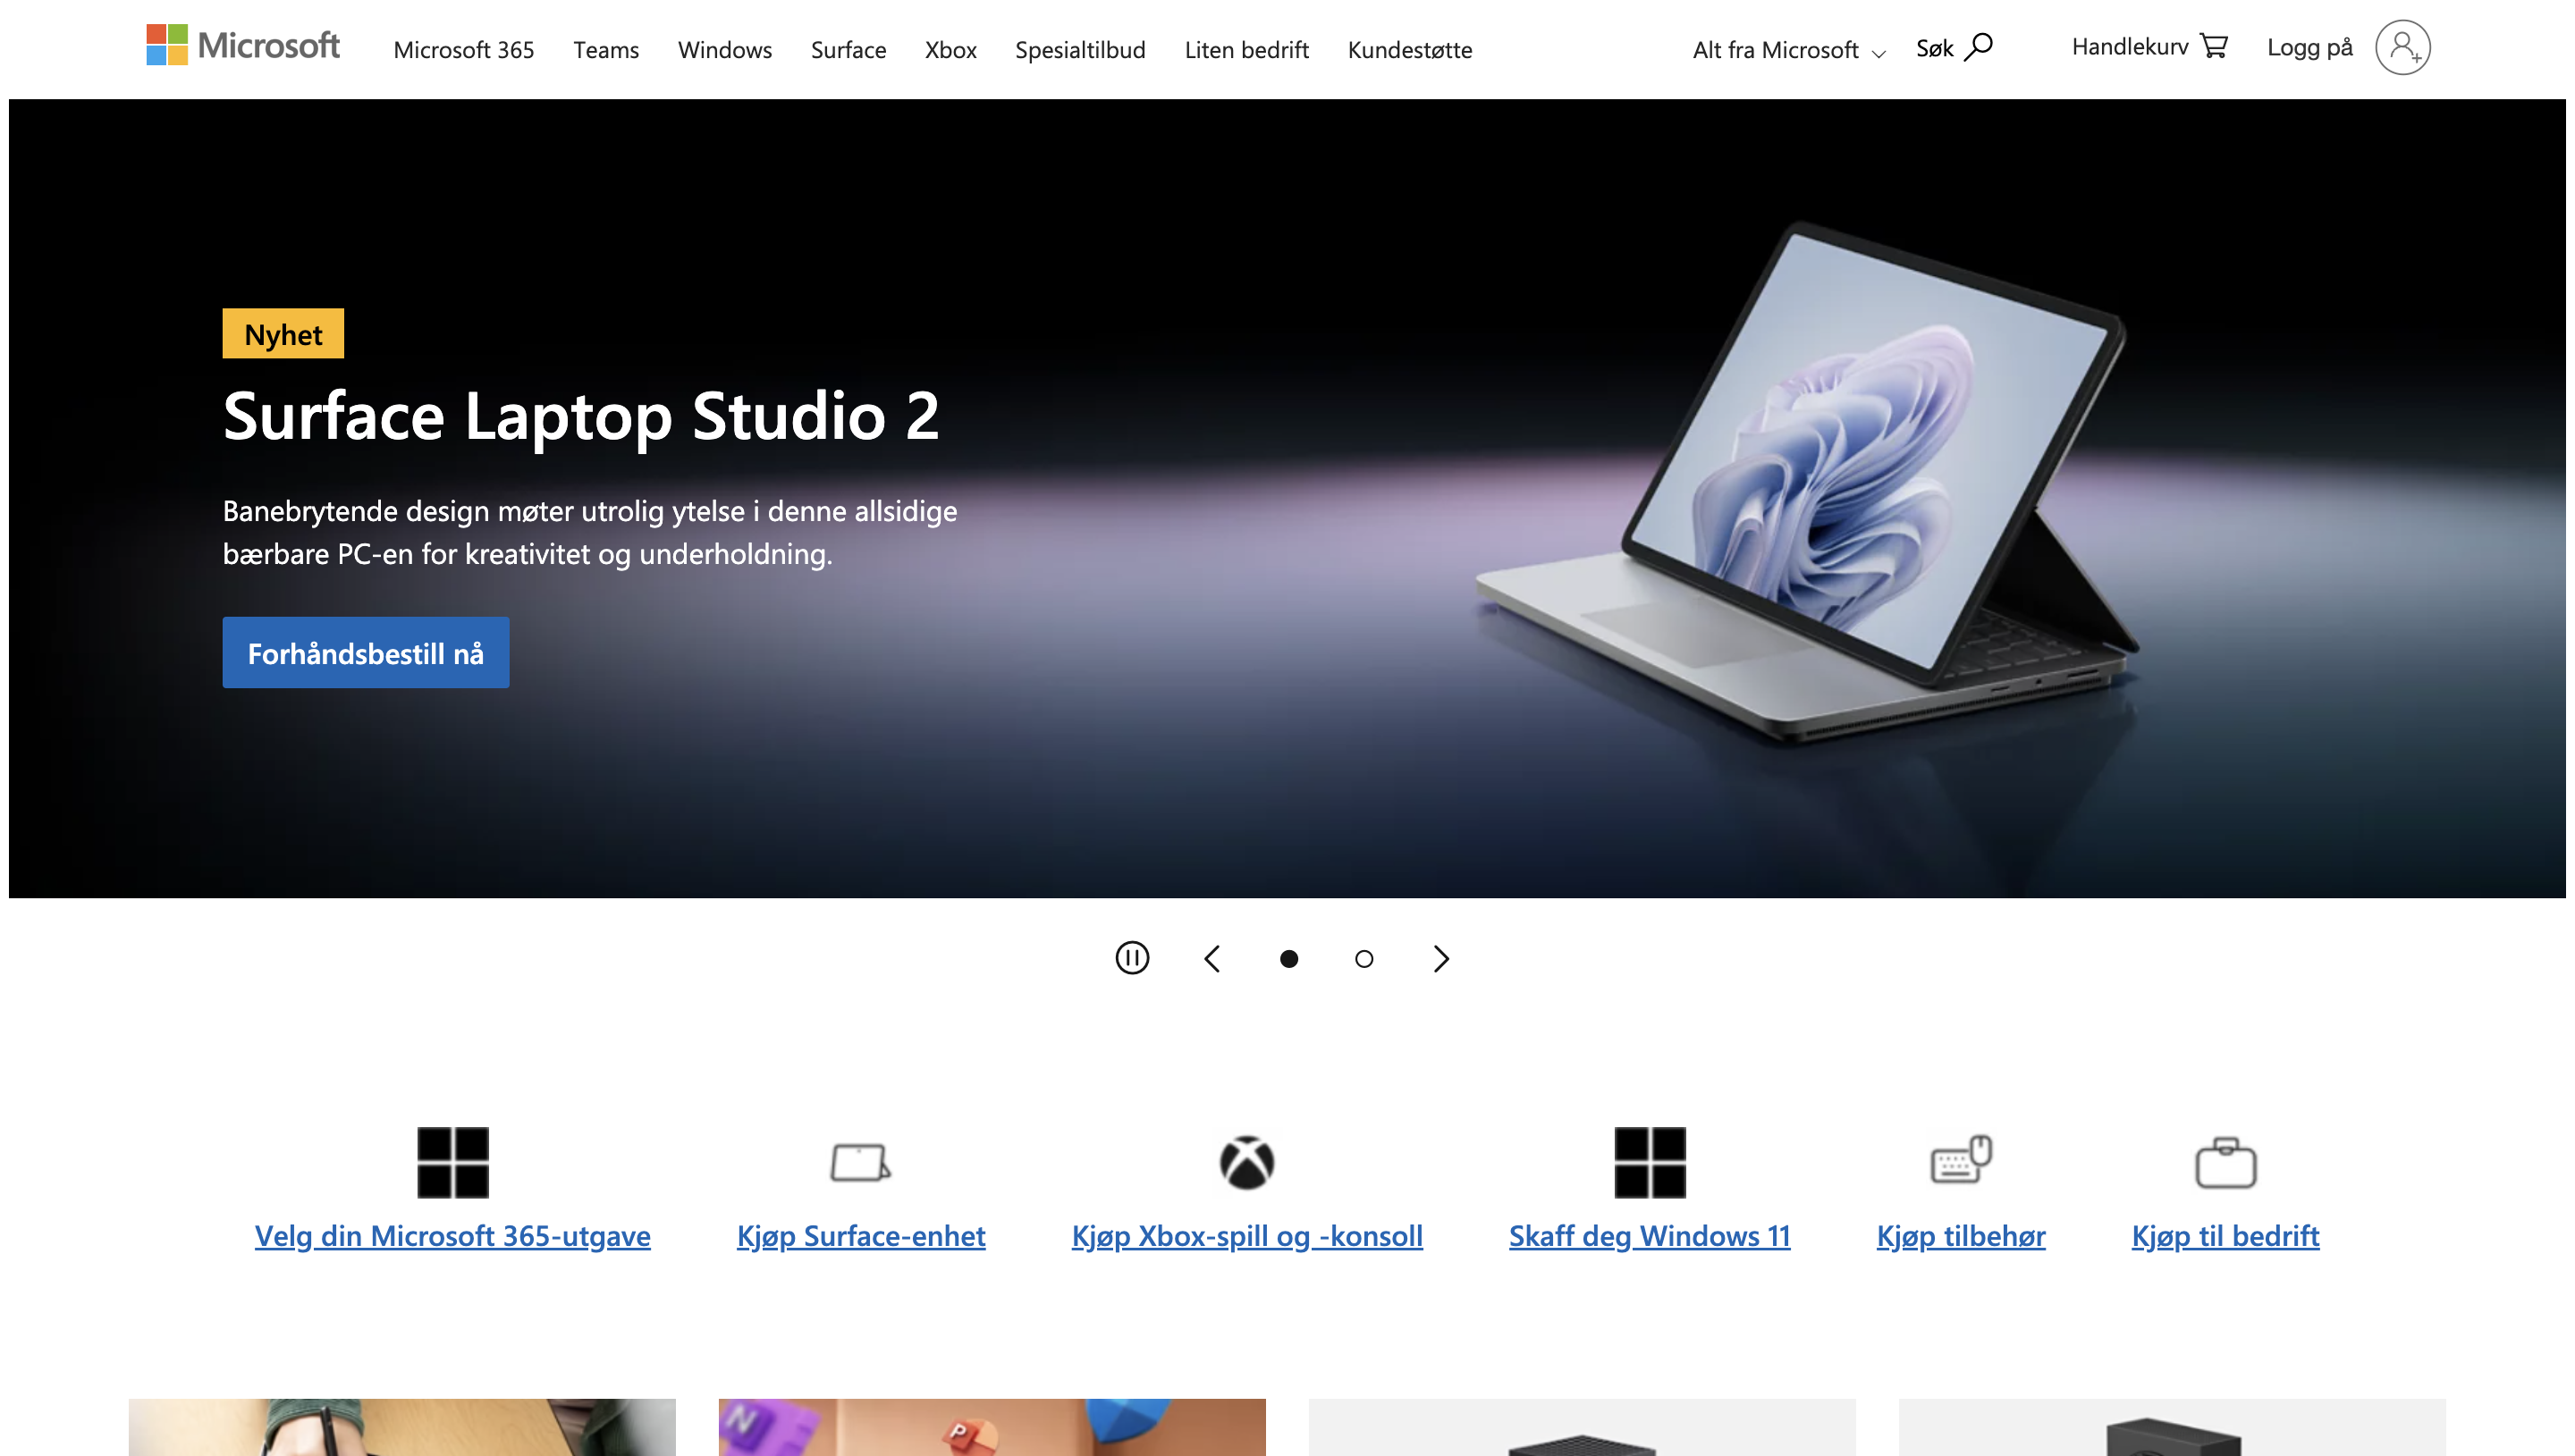 Microsoft
Microsoft 365
Teams
Windows
Surface
Xbox
Spesialtilbud
Liten bedrift
Kundestøtte
Alt fra Microsoft
Søk
Handlekurv
Logg på
Nyhet
Surface Laptop Studio 2
Banebrytende design møter utrolig ytelse i denne allsidige
bærbare PC-en for kreativitet og underholdning.
Forhåndsbestill nå
Velg din Microsoft 365-utgave
Kjøp Surface-enhet
Kjøp Xbox-spill og -konsoll
Skaff deg Windows 11
Kjøp tilbehør
Kjøp til bedrift
N
P